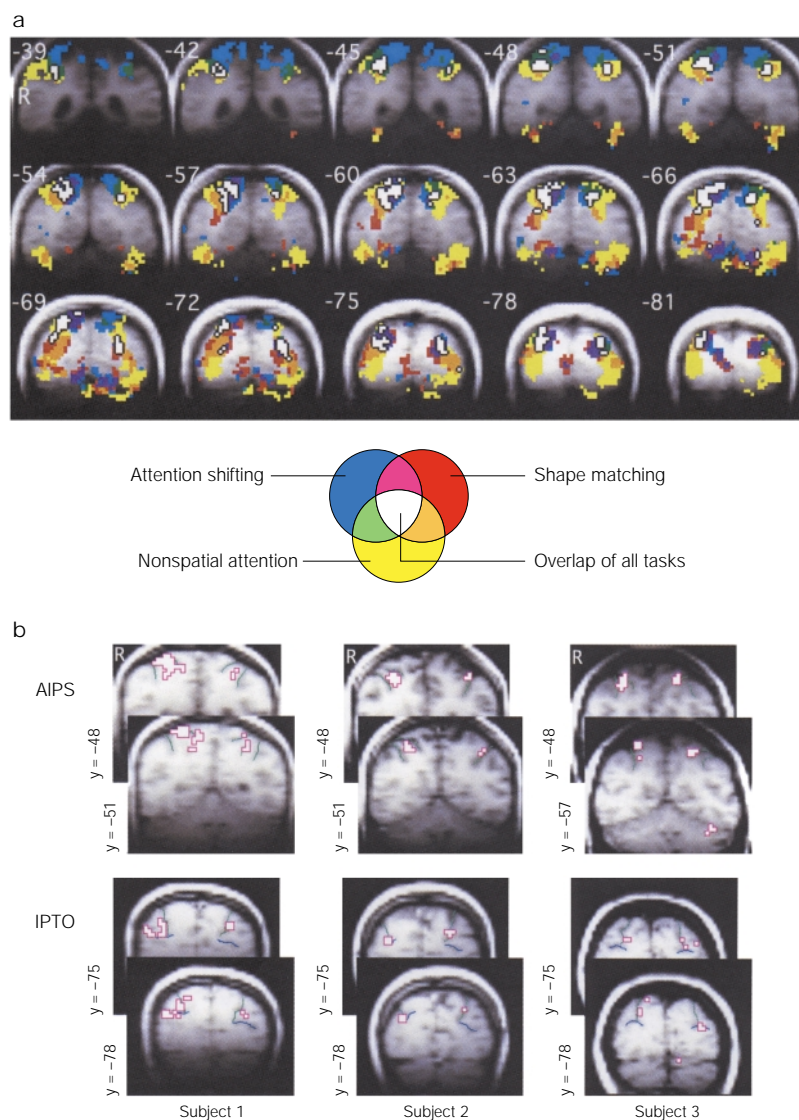 a
-39 -42 -45 -48 -51
R
-54 -57 -60 -63 -66
-69 -72 -75 -78 -81
Attention shifting
Shape matching
Nonspatial attention
Overlap of all tasks
b
R R R
AIPS
y = -48 y = -48 y = -48
y = -51 y = -51 y = -57
IPTO
y = -75 y = -75 y = -75
y = -78 y = -78 y = -78
Subject 1 Subject 2 Subject 3